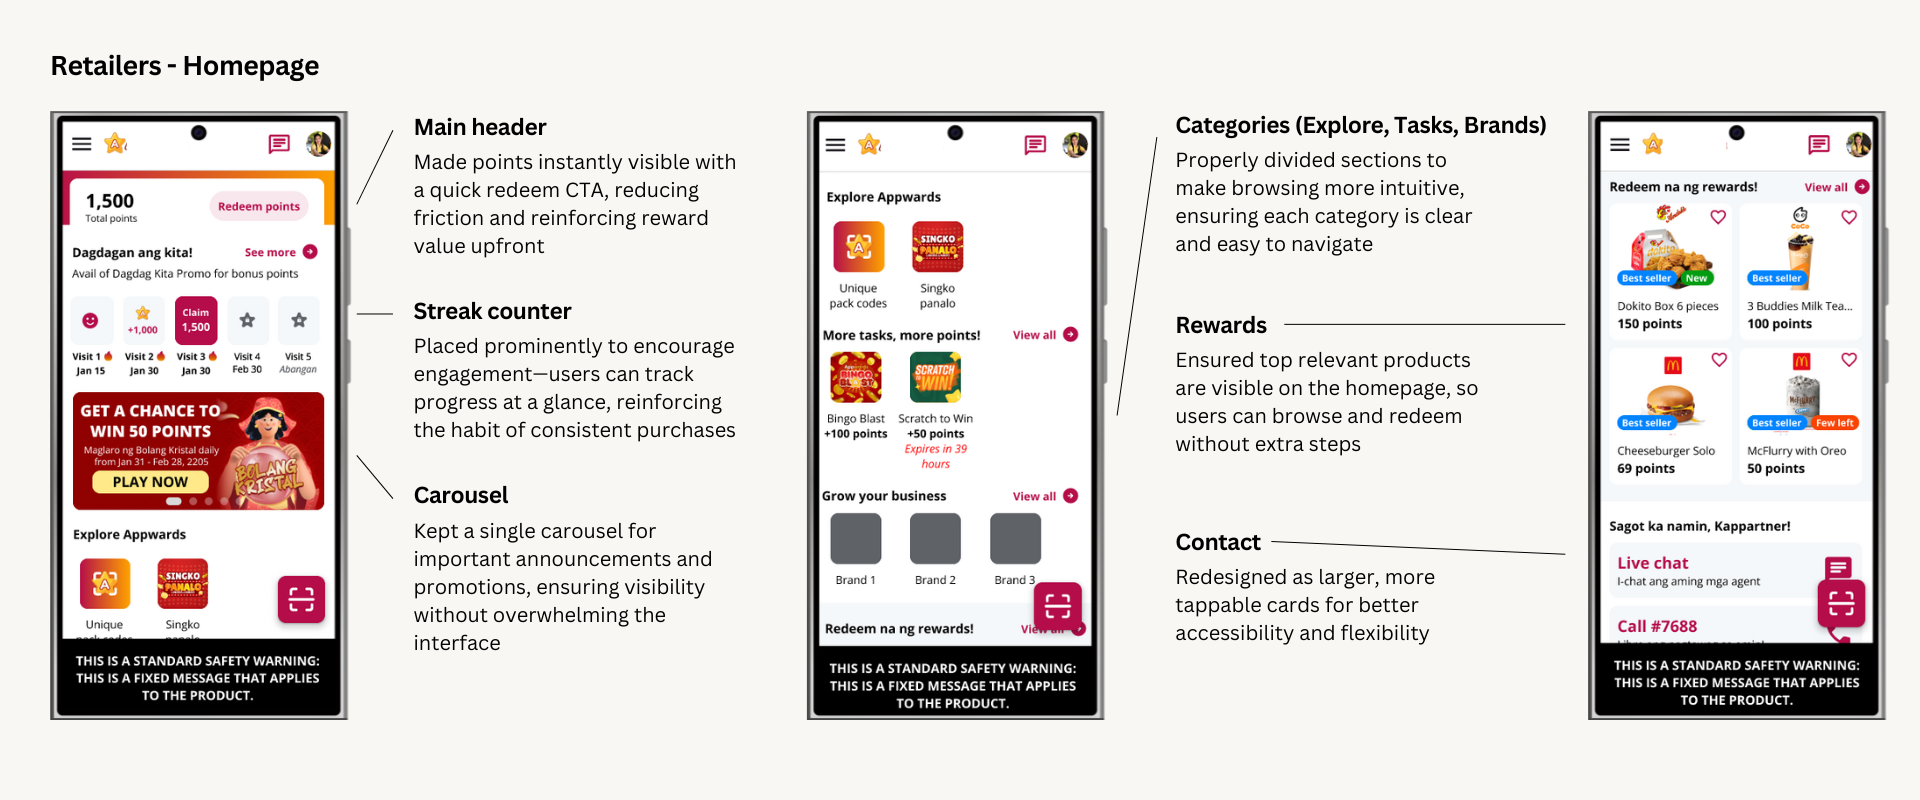 Retailers - Homepage
1,500
Total points
Redeem points
Dagdagan ang kita!
See more
Avail of Dagdag Kita Promo for bonus points
+1,000
Claim
1,500
Visit 1
Jan 15
Visit 2
Jan 30
Visit 3
Jan 30
Visit 4
Feb 30
Visit 5
Abangan
GET A CHANCE TO
WIN 50 POINTS
Maglaro ng Bolang Kristal daily
from Jan 31 - Feb 28, 2205
PLAY NOW
BOLANG
KRISTAL
Explore Appwards
A
SINGKO
PANALO
Unique
pack codes
Singko
panalo
THIS IS A STANDARD SAFETY WARNING:
THIS IS A FIXED MESSAGE THAT APPLIES
TO THE PRODUCT.
Main header
Made points instantly visible with
a quick redeem CTA, reducing
friction and reinforcing reward
value upfront
Streak counter
Placed prominently to encourage
engagement—users can track
progress at a glance, reinforcing
the habit of consistent purchases
Carousel
Kept a single carousel for
important announcements and
promotions, ensuring visibility
without overwhelming the
interface
Explore Appwards
A
SINGKO
PANALO
Unique
pack codes
Singko
panalo
More tasks, more points!
View all
BINGO
BLAST
SCRATCH
TO WIN!
Bingo Blast
+100 points
Scratch to Win
+50 points
Expires in 39
hours
Grow your business
View all
Brand 1
Brand 2
Brand 3
Redeem na ng rewards!
View all
THIS IS A STANDARD SAFETY WARNING:
THIS IS A FIXED MESSAGE THAT APPLIES
TO THE PRODUCT.
Categories (Explore, Tasks, Brands)
Properly divided sections to
make browsing more intuitive,
ensuring each category is clear
and easy to navigate
Rewards
Ensured top relevant products
are visible on the homepage, so
users can browse and redeem
without extra steps
Contact
Redesigned as larger, more
tappable cards for better
accessibility and flexibility
Redeem na ng rewards!
View all
dokito
Best seller
New
Dokito Box 6 pieces
150 points
CoCo
Best seller
3 Buddies Milk Tea...
100 points
Best seller
Cheeseburger Solo
69 points
McFLURRY
Best seller
Few left
McFlurry with Oreo
50 points
Sagot ka namin, Kappartner!
Live chat
I-chat ang aming mga agent
Call #7688
THIS IS A STANDARD SAFETY WARNING:
THIS IS A FIXED MESSAGE THAT APPLIES
TO THE PRODUCT.